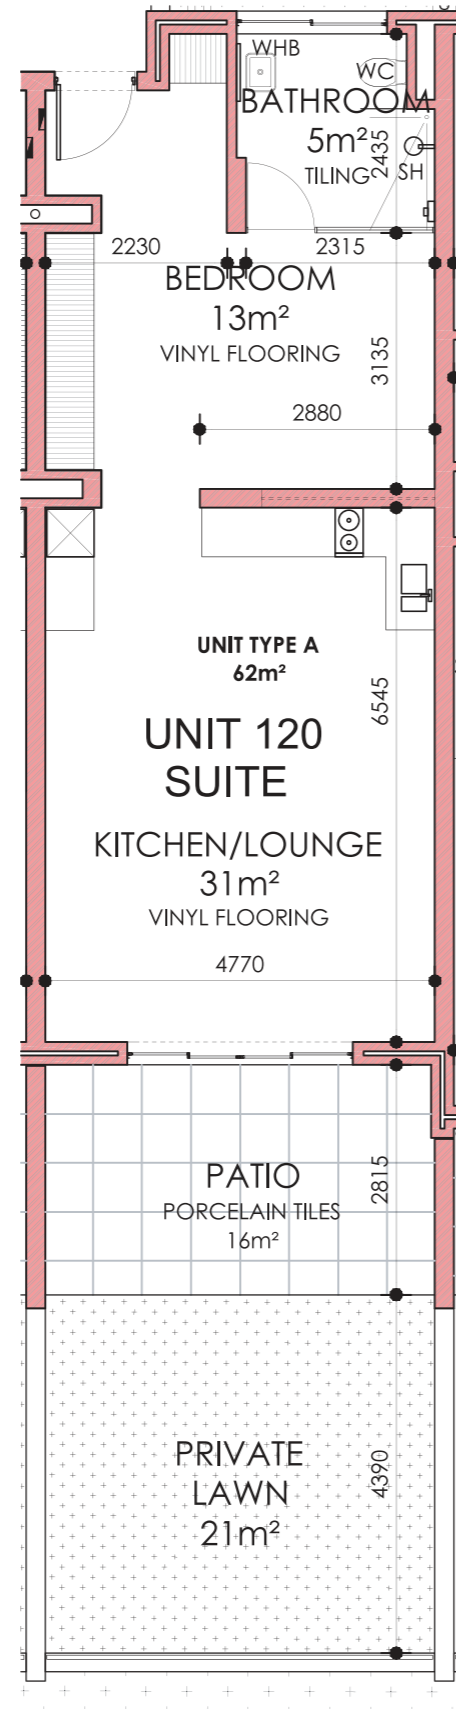 WHB
WC
BATHROOM
5m²
2435
TILING
SH
2230
2315
BEDROOM
13m²
VINYL FLOORING
3135
2880
UNIT TYPE A
62m²
6545
UNIT 120
SUITE
KITCHEN/LOUNGE
31m²
VINYL FLOORING
4770
PATIO
2815
PORCELAIN TILES
16m²
PRIVATE
LAWN
4390
21m²